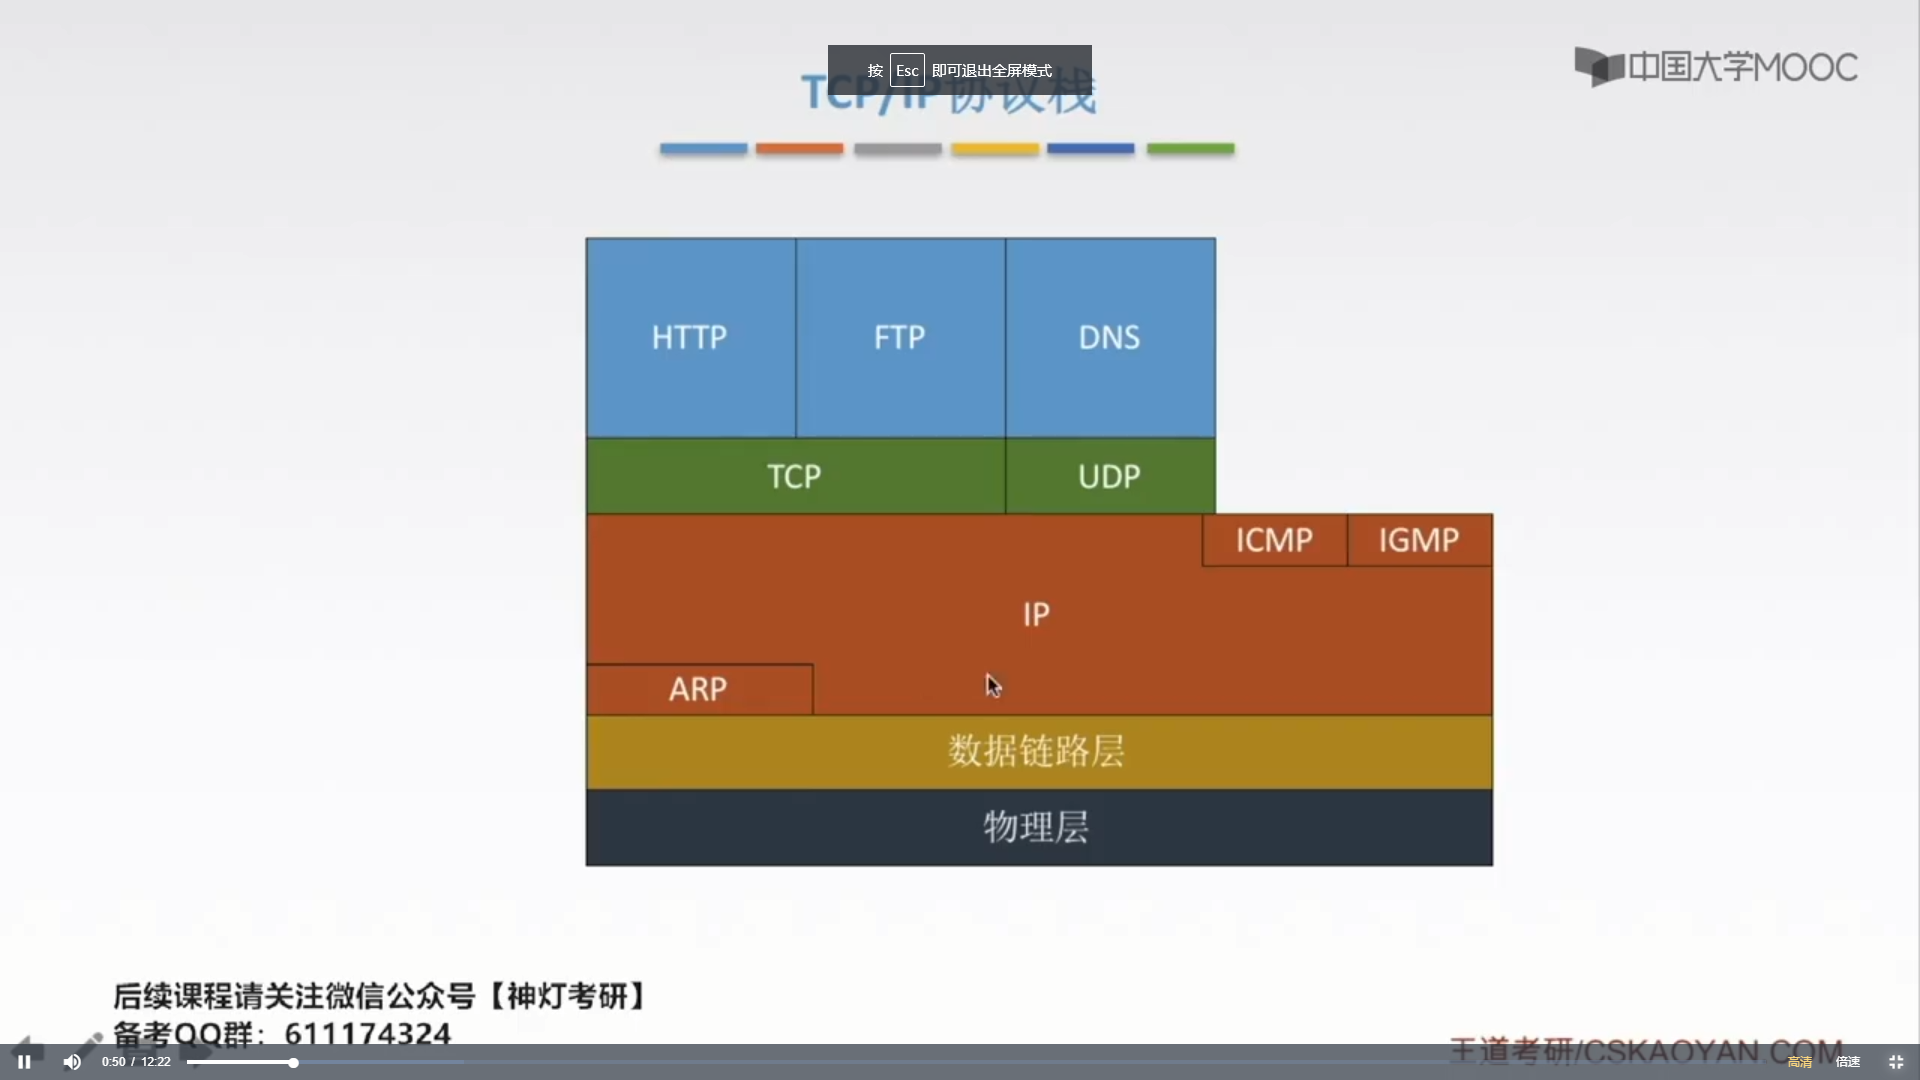 按 Esc 即可退出全屏模式
中国大学MOOC
TCP/IP协议栈
HTTP
FTP
DNS
TCP
UDP
ICMP
IGMP
IP
ARP
数据链路层
物理层
后续课程请关注微信公众号【神灯考研】
备考QQ群：611174324
王道考研/CSKAOYAN.COM
0:50 / 12:22
高清
倍速